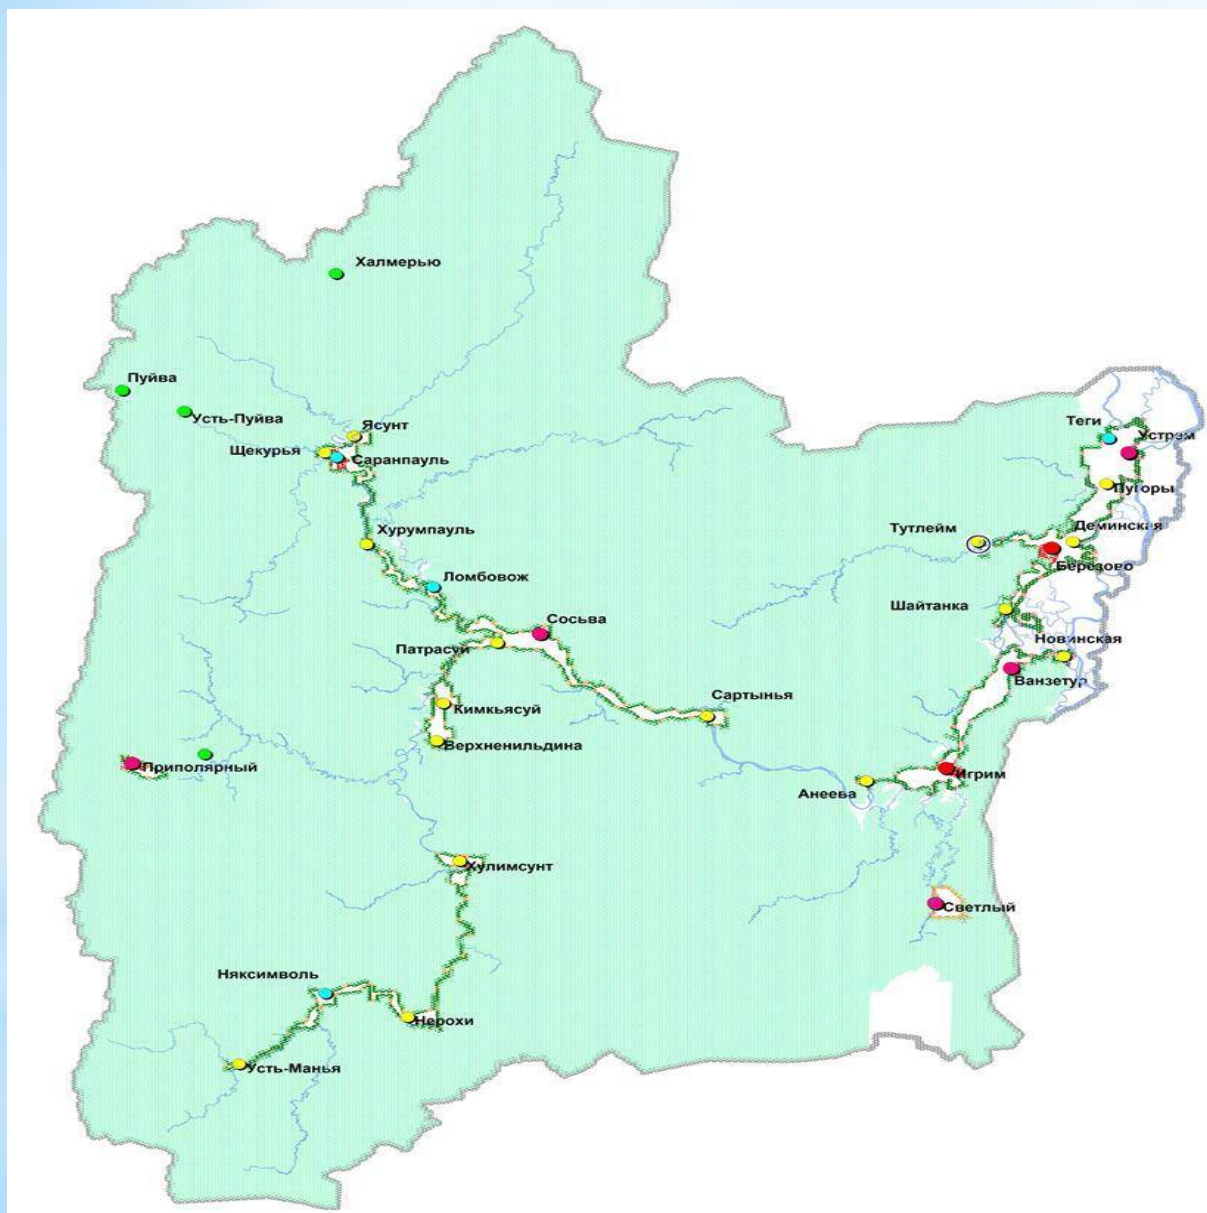 Халмерью
Пуйва
Усть-Пуйва
Ясунт
Щекурья
Саранпауль
Теги
Устрэм
Пугоры
Хурумпауль
Тутлейм
Деминская
Березово
Ломбовож
Шайтанка
Сосьва
Новинская
Патрасуй
Ванзетур
Кимкьясуй
Сартынья
Верхненильдина
Приполярный
Игрим
Анеева
Хулимсунт
Светлый
Няксимволь
Нерохи
Усть-Манья